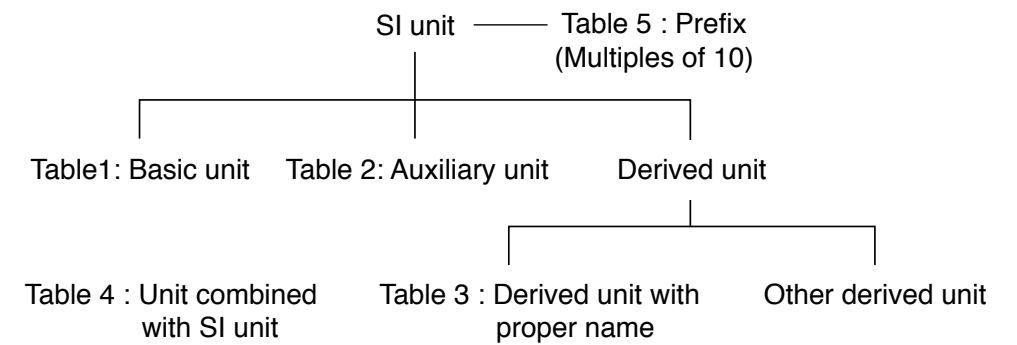 SI unit
Table 5 : Prefix
(Multiples of 10)
Table1: Basic unit
Table 2: Auxiliary unit
Derived unit
Table 4 : Unit combined
with SI unit
Table 3 : Derived unit with
proper name
Other derived unit